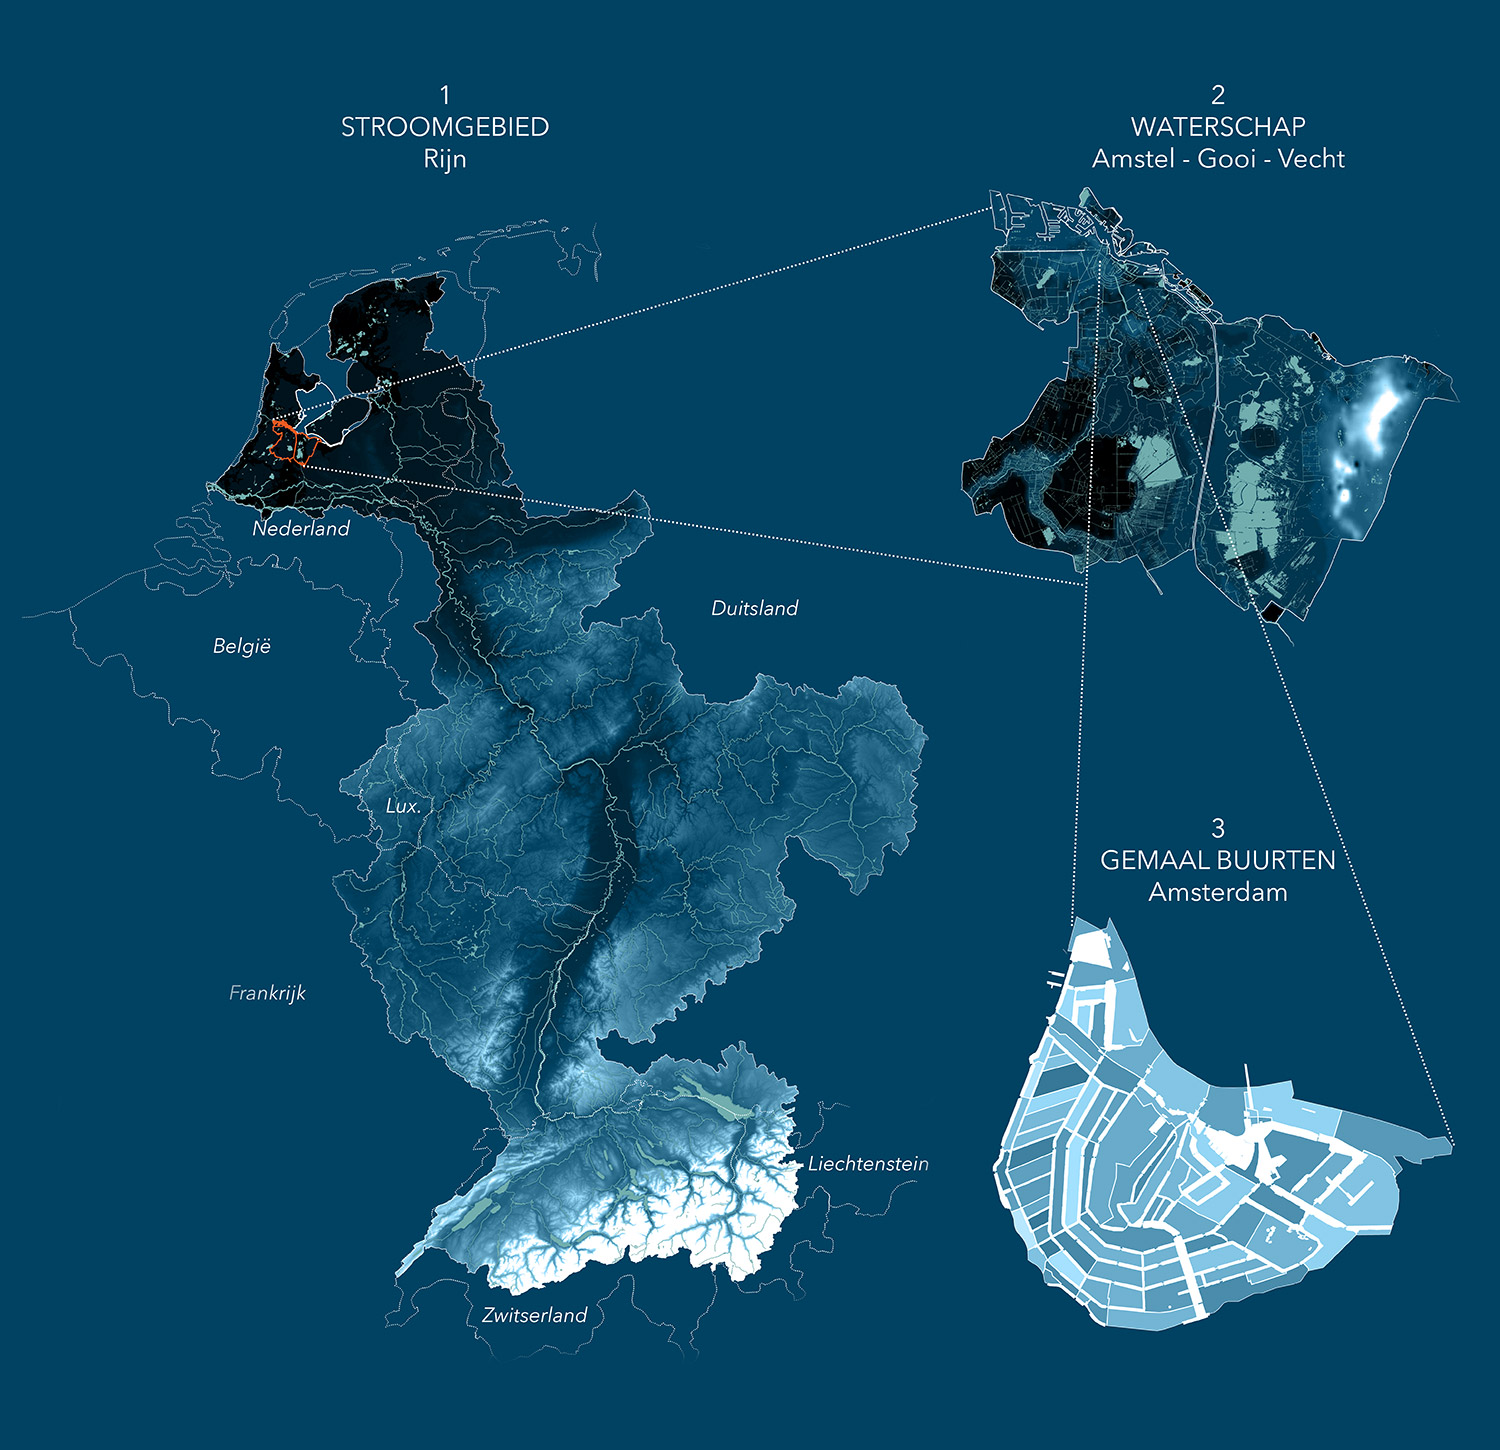 1
STROOMGEBIED
Rijn
2
WATERSCHAP
Amstel - Gooi - Vecht
Nederland
Duitsland
België
Lux.
3
GEMAAL BUURTEN
Amsterdam
Frankrijk
Liechtenstein
Zwitserland